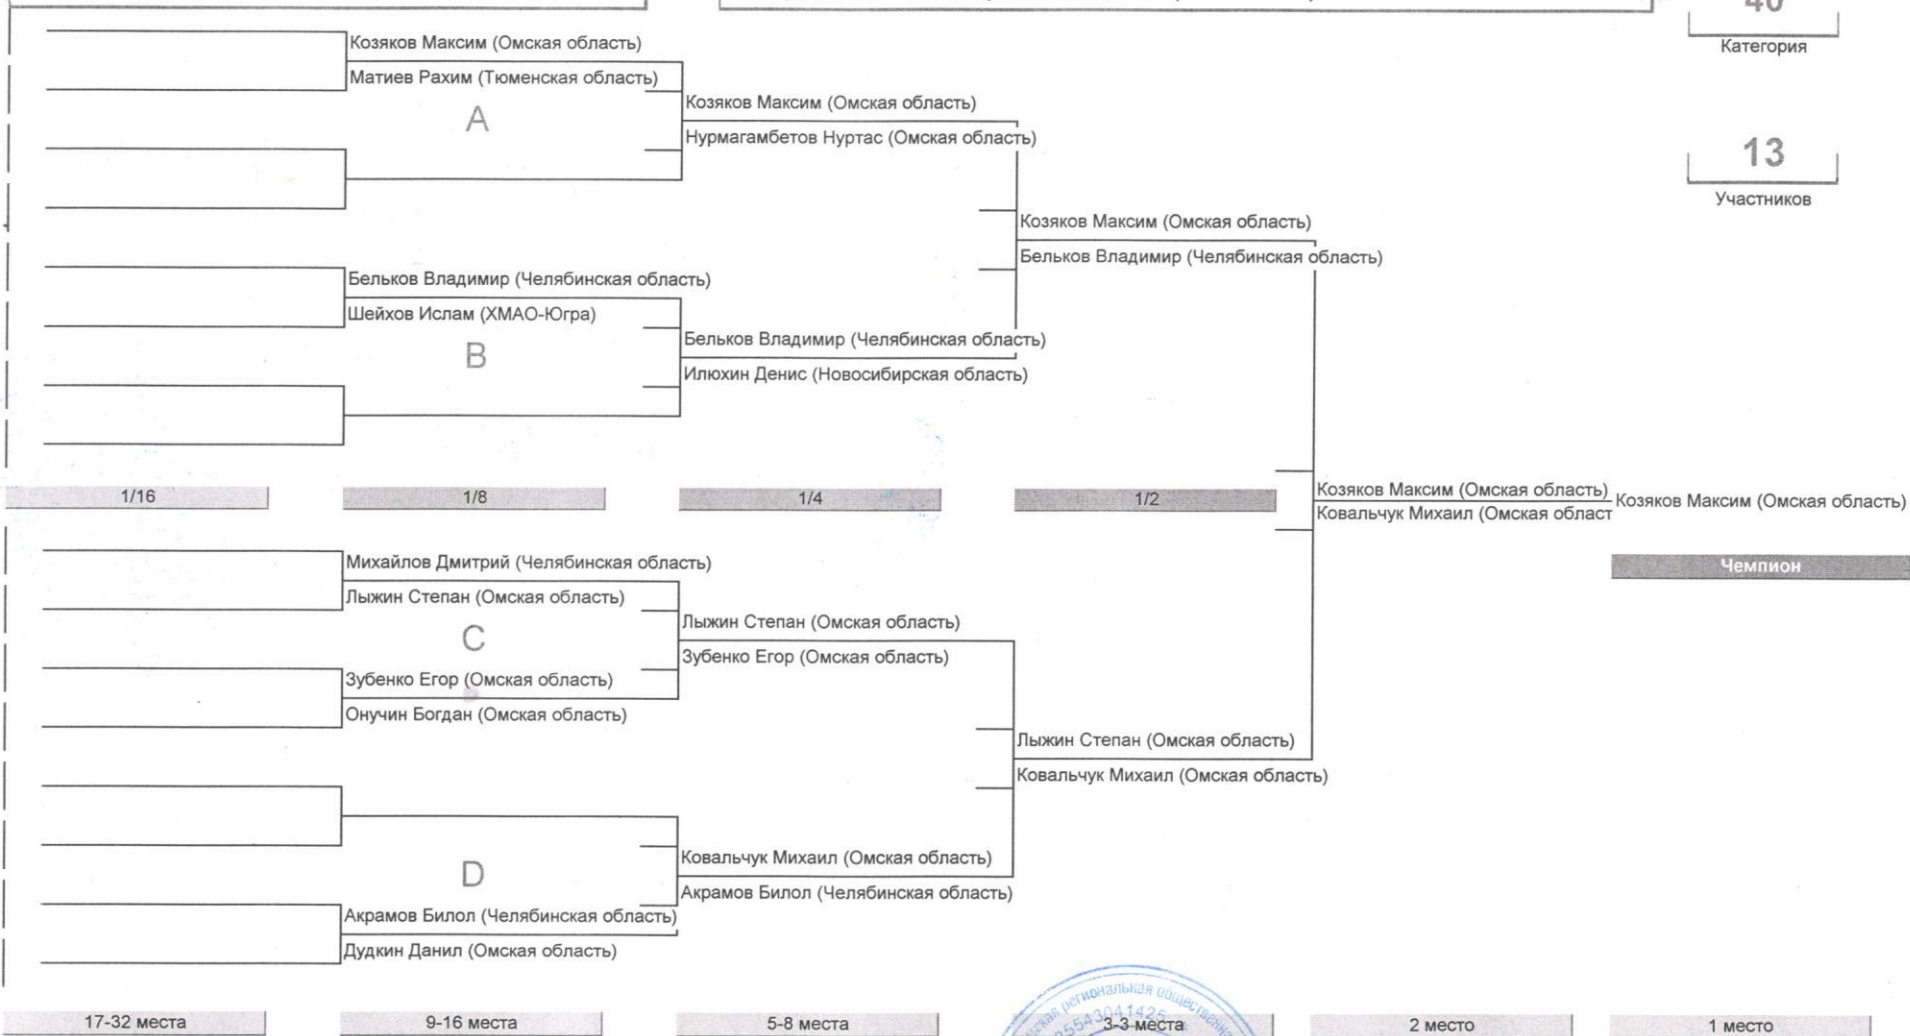 40
Категория
13
Участников
Козяков Максим (Омская область)
Матиев Рахим (Тюменская область)
A
Козяков Максим (Омская область)
Нурмагамбетов Нуртас (Омская область)
Козяков Максим (Омская область)
Бельков Владимир (Челябинская область)
Бельков Владимир (Челябинская область)
Шейхов Ислам (ХМАО-Югра)
B
Бельков Владимир (Челябинская область)
Илюхин Денис (Новосибирская область)
1/16
1/8
1/4
1/2
Козяков Максим (Омская область)
Ковальчук Михаил (Омская област
Козяков Максим (Омская область)
Чемпион
Михайлов Дмитрий (Челябинская область)
Лыжин Степан (Омская область)
C
Лыжин Степан (Омская область)
Зубенко Егор (Омская область)
Зубенко Егор (Омская область)
Онучин Богдан (Омская область)
Лыжин Степан (Омская область)
Ковальчук Михаил (Омская область)
D
Ковальчук Михаил (Омская область)
Акрамов Билол (Челябинская область)
Акрамов Билол (Челябинская область)
Дудкин Данил (Омская область)
региональная
5543041425
17-32 места
9-16 места
5-8 места
3-3 места
2 место
1 место